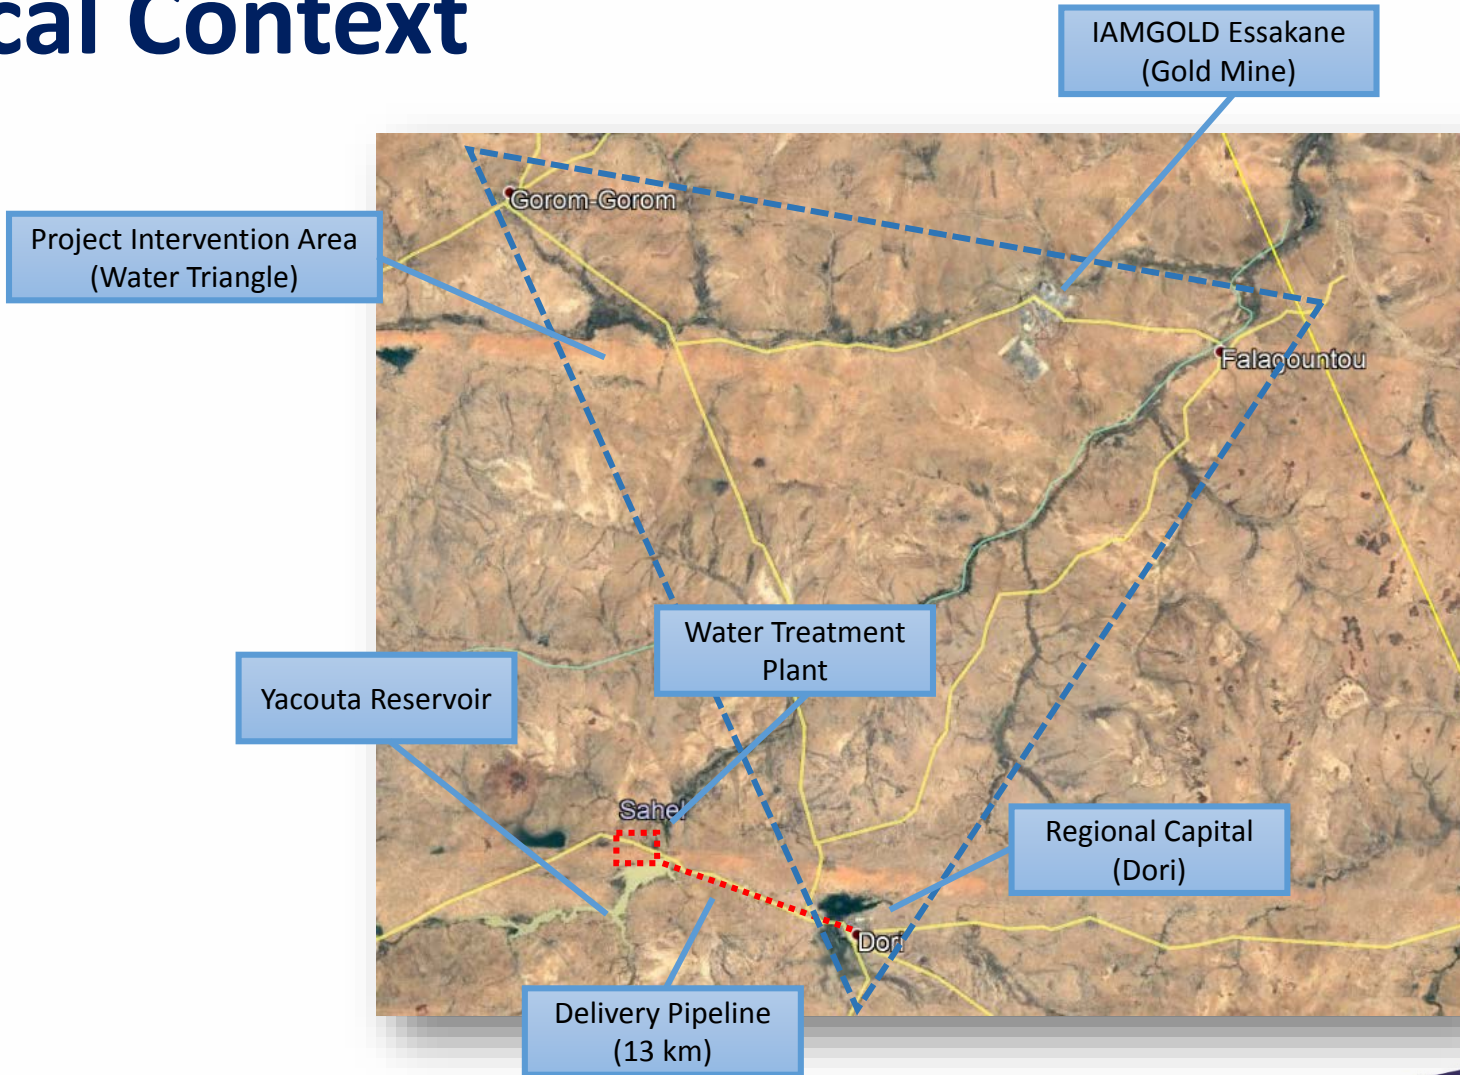 cal Context
IAMGOLD Essakane
(Gold Mine)
Gorom-Gorom
Project Intervention Area
(Water Triangle)
Falagountou
Water Treatment
Plant
Yacouta Reservoir
Sahel
Regional Capital
(Dori)
Dori
Delivery Pipeline
(13 km)